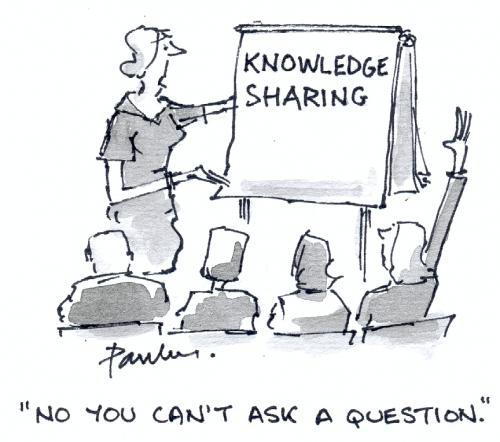 KNOWLEDGE
SHARING
"NO YOU CAN'T ASK A QUESTION."